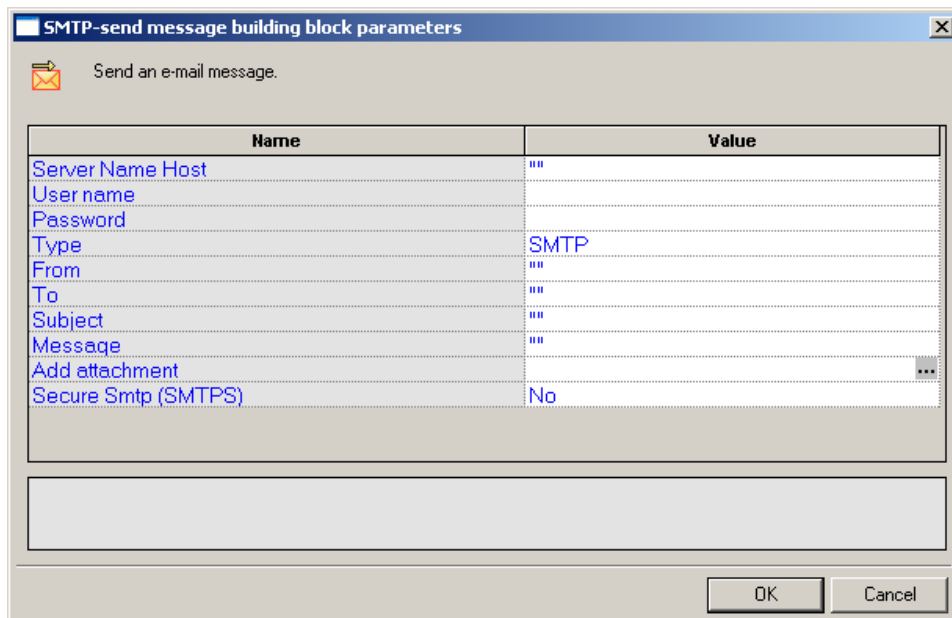 SMTP-send message building block parameters
Send an e-mail message.
Name Value
Server Name Host ""
User name
Password
Type SMTP
From ""
To ""
Subject ""
Message ""
Add attachment ...
Secure Smtp (SMTPS) No
OK Cancel